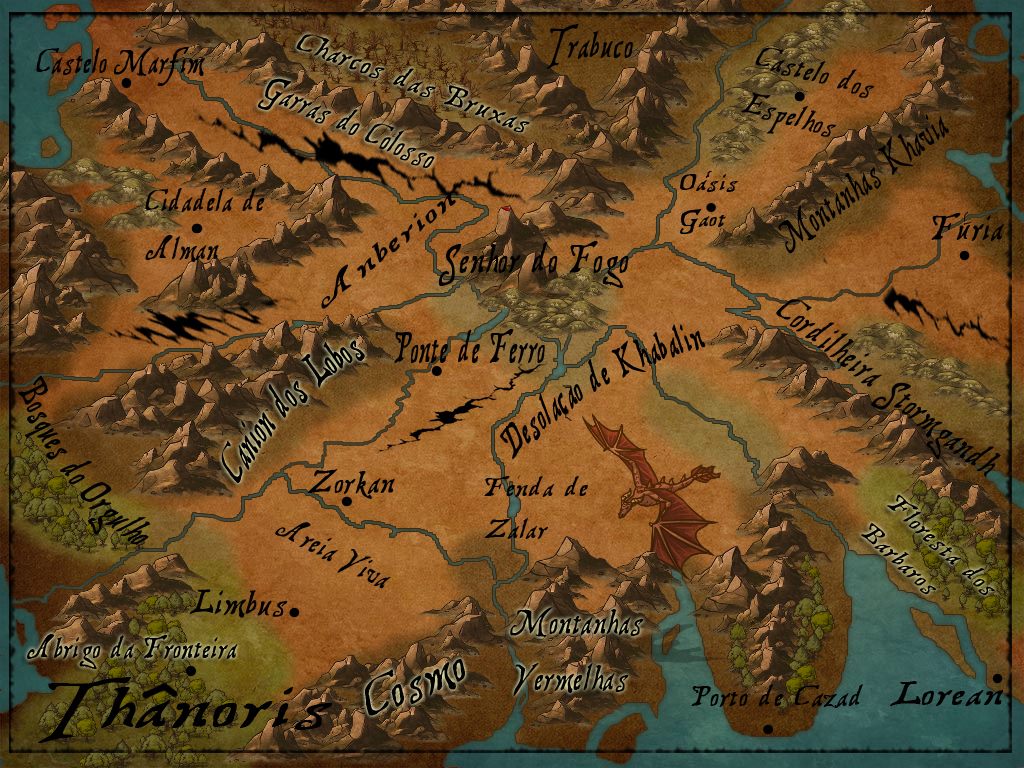 Castelo Marfim
Charcos das Bruxas
Trabuco
Castelo dos
Espelhos
Garras do Colosso
Montanhas Khavia
Cidadela de
Alman
Oásis
Gaot
Anberion
Fúria
Senhor do Fogo
Cordilheira Stormgandh
Ponte de Ferro
Canion dos Lobos
Desolação de Khabalin
Bosques do Orgulho
Zorkan
Fenda de
Zalar
Floresta dos
Barbaros
Areia Viva
Limbus
Abrigo da Fronteira
Montanhas
Vermelhas
Cosmo
Thânoris
Porto de Cazad
Lorean